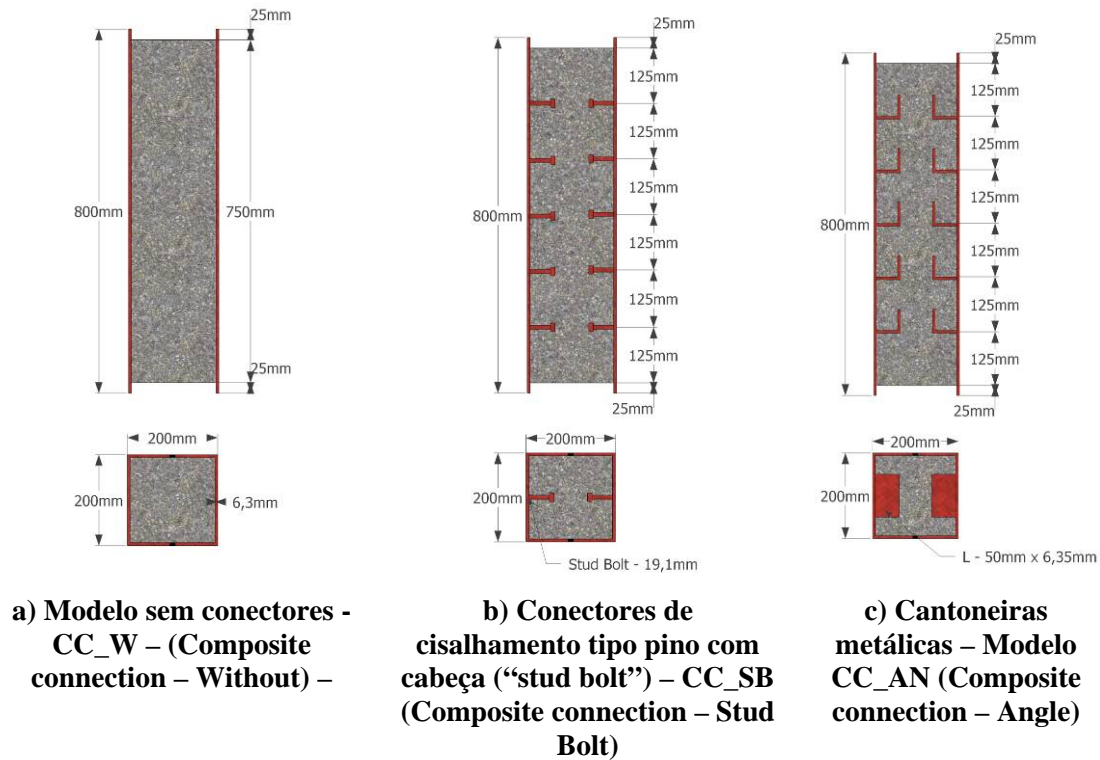 25mm
800mm
750mm
25mm
200mm
200mm
6,3mm
a) Modelo sem conectores -
CC_W – (Composite
connection – Without) –
25mm
125mm
125mm
125mm
800mm
125mm
125mm
125mm
25mm
200mm
200mm
Stud Bolt - 19,1mm
b) Conectores de
cisalhamento tipo pino com
cabeça (“stud bolt”) – CC_SB
(Composite connection – Stud
Bolt)
25mm
125mm
125mm
125mm
800mm
125mm
125mm
125mm
25mm
200mm
200mm
L - 50mm x 6,35mm
c) Cantoneiras
metálicas – Modelo
CC_AN (Composite
connection – Angle)